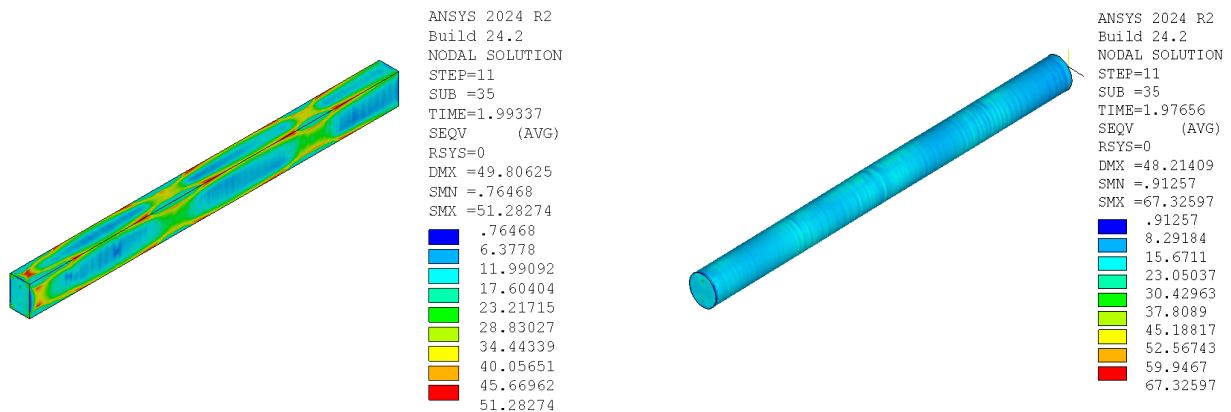 ANSYS 2024 R2
Build 24.2
NODAL SOLUTION
STEP=11
SUB =35
TIME=1.99337
SEQV     (AVG)
RSYS=0
DMX =49.80625
SMN =.76468
SMX =51.28274
.76468
6.3778
11.99092
17.60404
23.21715
28.83027
34.44339
40.05651
45.66962
51.28274
ANSYS 2024 R2
Build 24.2
NODAL SOLUTION
STEP=11
SUB =35
TIME=1.97656
SEQV     (AVG)
RSYS=0
DMX =48.21409
SMN =.91257
SMX =67.32597
.91257
8.29184
15.6711
23.05037
30.42963
37.8089
45.18817
52.56743
59.9467
67.32597